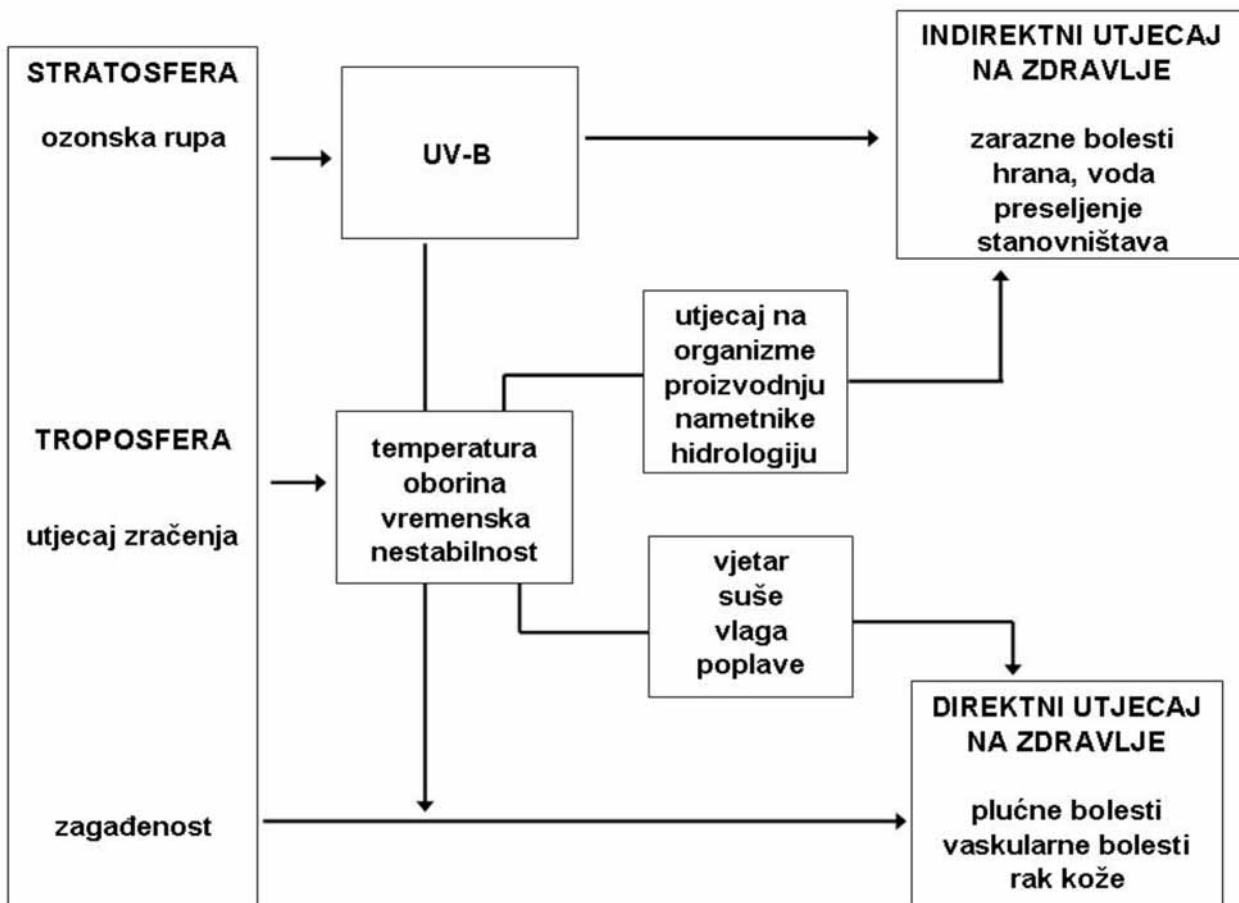 STRATOSFERA
ozonska rupa
TROPOSFERA
utjecaj zračenja
zagađenost
UV-B
temperatura
oborina
vremenska
nestabilnost
utjecaj na
organizme
proizvodnju
nametnike
hidrologiju
vjetar
suše
vlaga
poplave
INDIREKTNI UTJECAJ
NA ZDRAVLJE
zarazne bolesti
hrana, voda
preseljenje
stanovništava
DIREKTNI UTJECAJ
NA ZDRAVLJE
plućne bolesti
vaskularne bolesti
rak kože